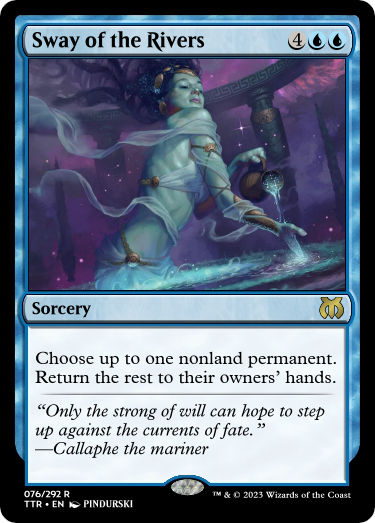 Sway of the Rivers 4
Sorcery
Choose up to one nonland permanent.
Return the rest to their owners’ hands.
“Only the strong of will can hope to step
up against the currents of fate.”
—Callaphe the mariner
076/292 R
TTR • EN PINDURSKI
™ & © 2023 Wizards of the Coast